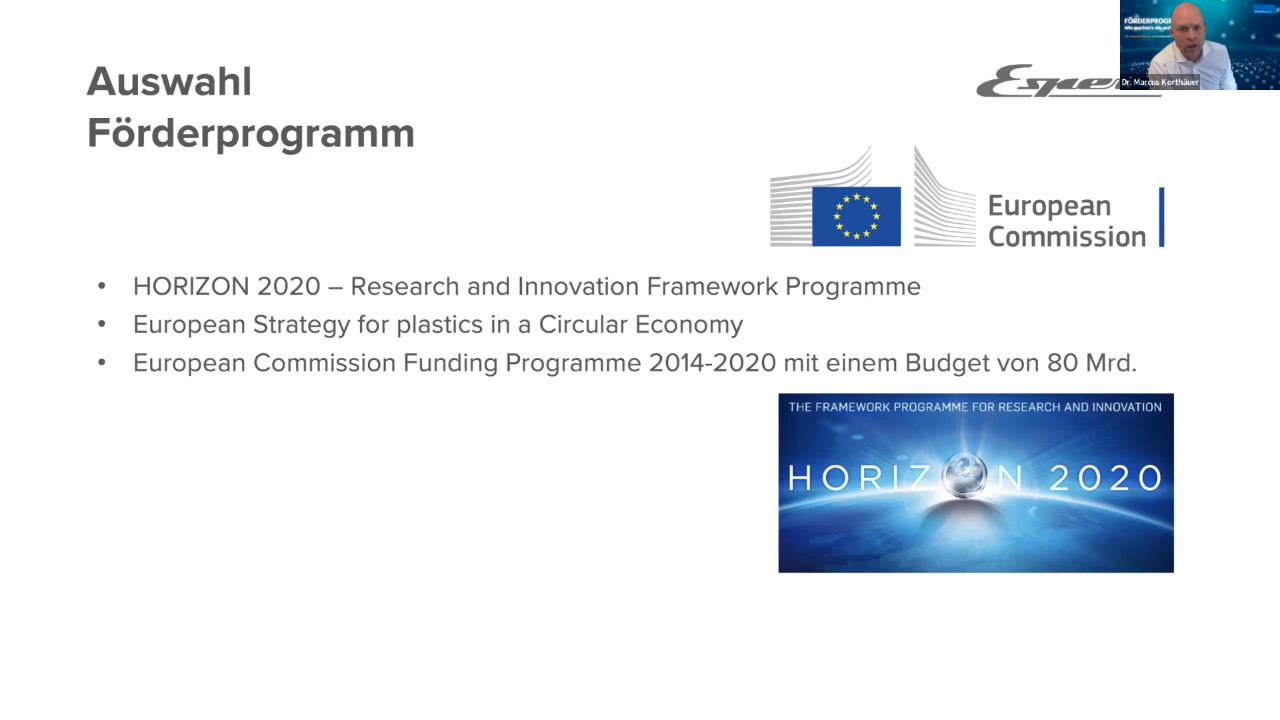 Auswahl
Förderprogramm
FÖRDERPROGR
Dr. Marcus Korthäuer
European
Commission
• HORIZON 2020 – Research and Innovation Framework Programme
• European Strategy for plastics in a Circular Economy
• European Commission Funding Programme 2014-2020 mit einem Budget von 80 Mrd.
THE FRAMEWORK PROGRAMME FOR RESEARCH AND INNOVATION
HORIZON 2020